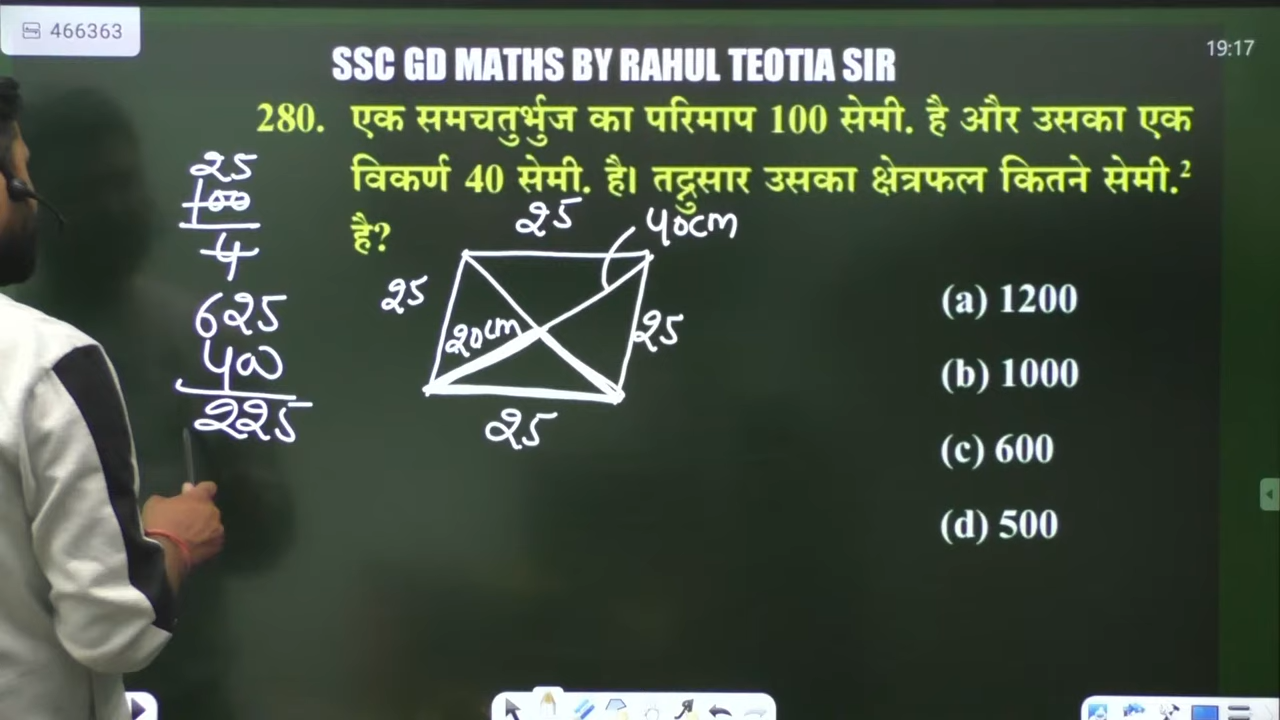 466363
19:17
SSC GD MATHS BY RAHUL TEOTIA SIR
280. एक समचतुर्भुज का परिमाप 100 सेमी. है और उसका एक
विकर्ण 40 सेमी. है। तद्नुसार उसका क्षेत्रफल कितने सेमी.²
है?
25
100
4
625
400
225
25
40cm
25
20cm
25
25
(a) 1200
(b) 1000
(c) 600
(d) 500